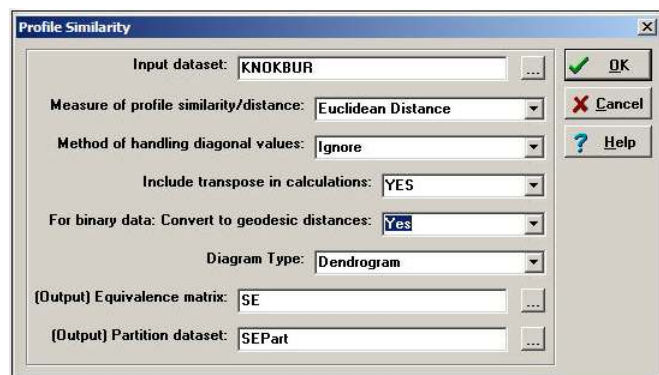 Profile Similarity
Input dataset: KNOKBUR ...
OK
Measure of profile similarity/distance: Euclidean Distance
Cancel
Method of handling diagonal values: Ignore
Help
Include transpose in calculations: YES
For binary data: Convert to geodesic distances: Yes
Diagram Type: Dendrogram
(Output) Equivalence matrix: SE ...
(Output) Partition dataset: SEPart ...